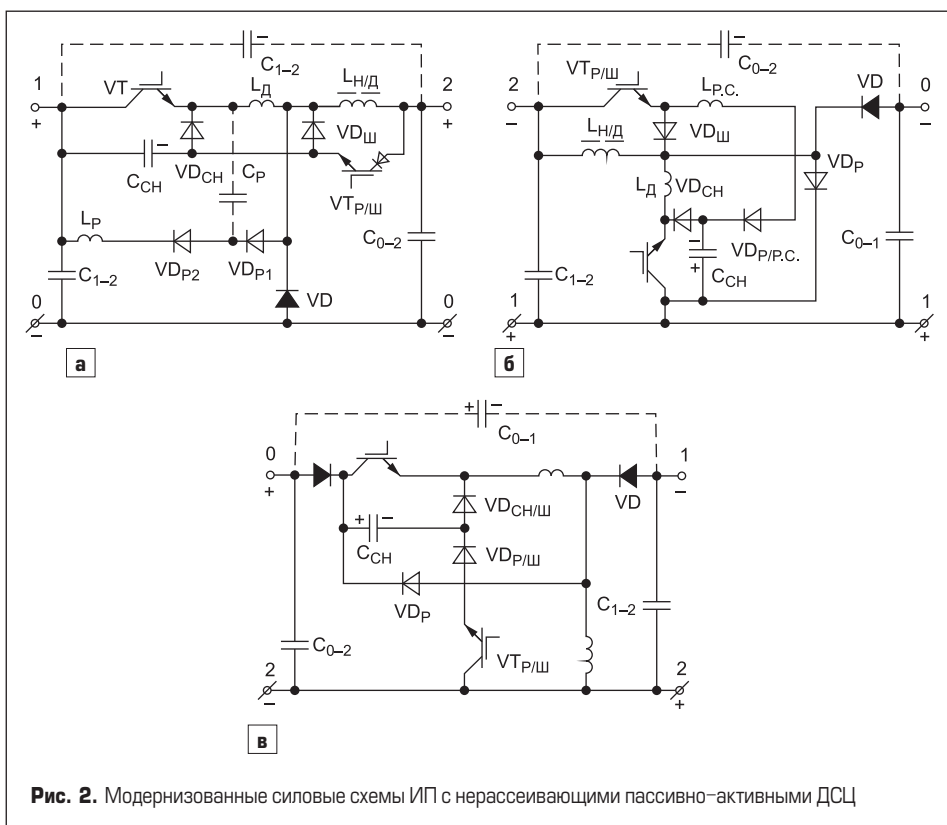 C1–2
–
1
+
VT
LД
LН/Д
2
+
VDСН
VDШ
–
CСН
CР
VTР/Ш
LР
VDР2
VDР1
C1–2
VD
C0–2
0
–
0
–
а
C0–2
–
2
–
VTР/Ш
LР.С.
VD
0
–
LН/Д
VDШ
VDР
LД
VDСН
VDР/Р.С.
–
+
CСН
C1–2
C0–1
1
+
1
+
б
+
–
C0–1
0
+
1
–
VD
VDСН/Ш
+
–
CСН
VDР/Ш
VDР
C1–2
C0–2
VTР/Ш
2
–
2
+
в
Рис. 2. Модернизованные силовые схемы ИП с нерассеивающими пассивно–активными ДСЦ